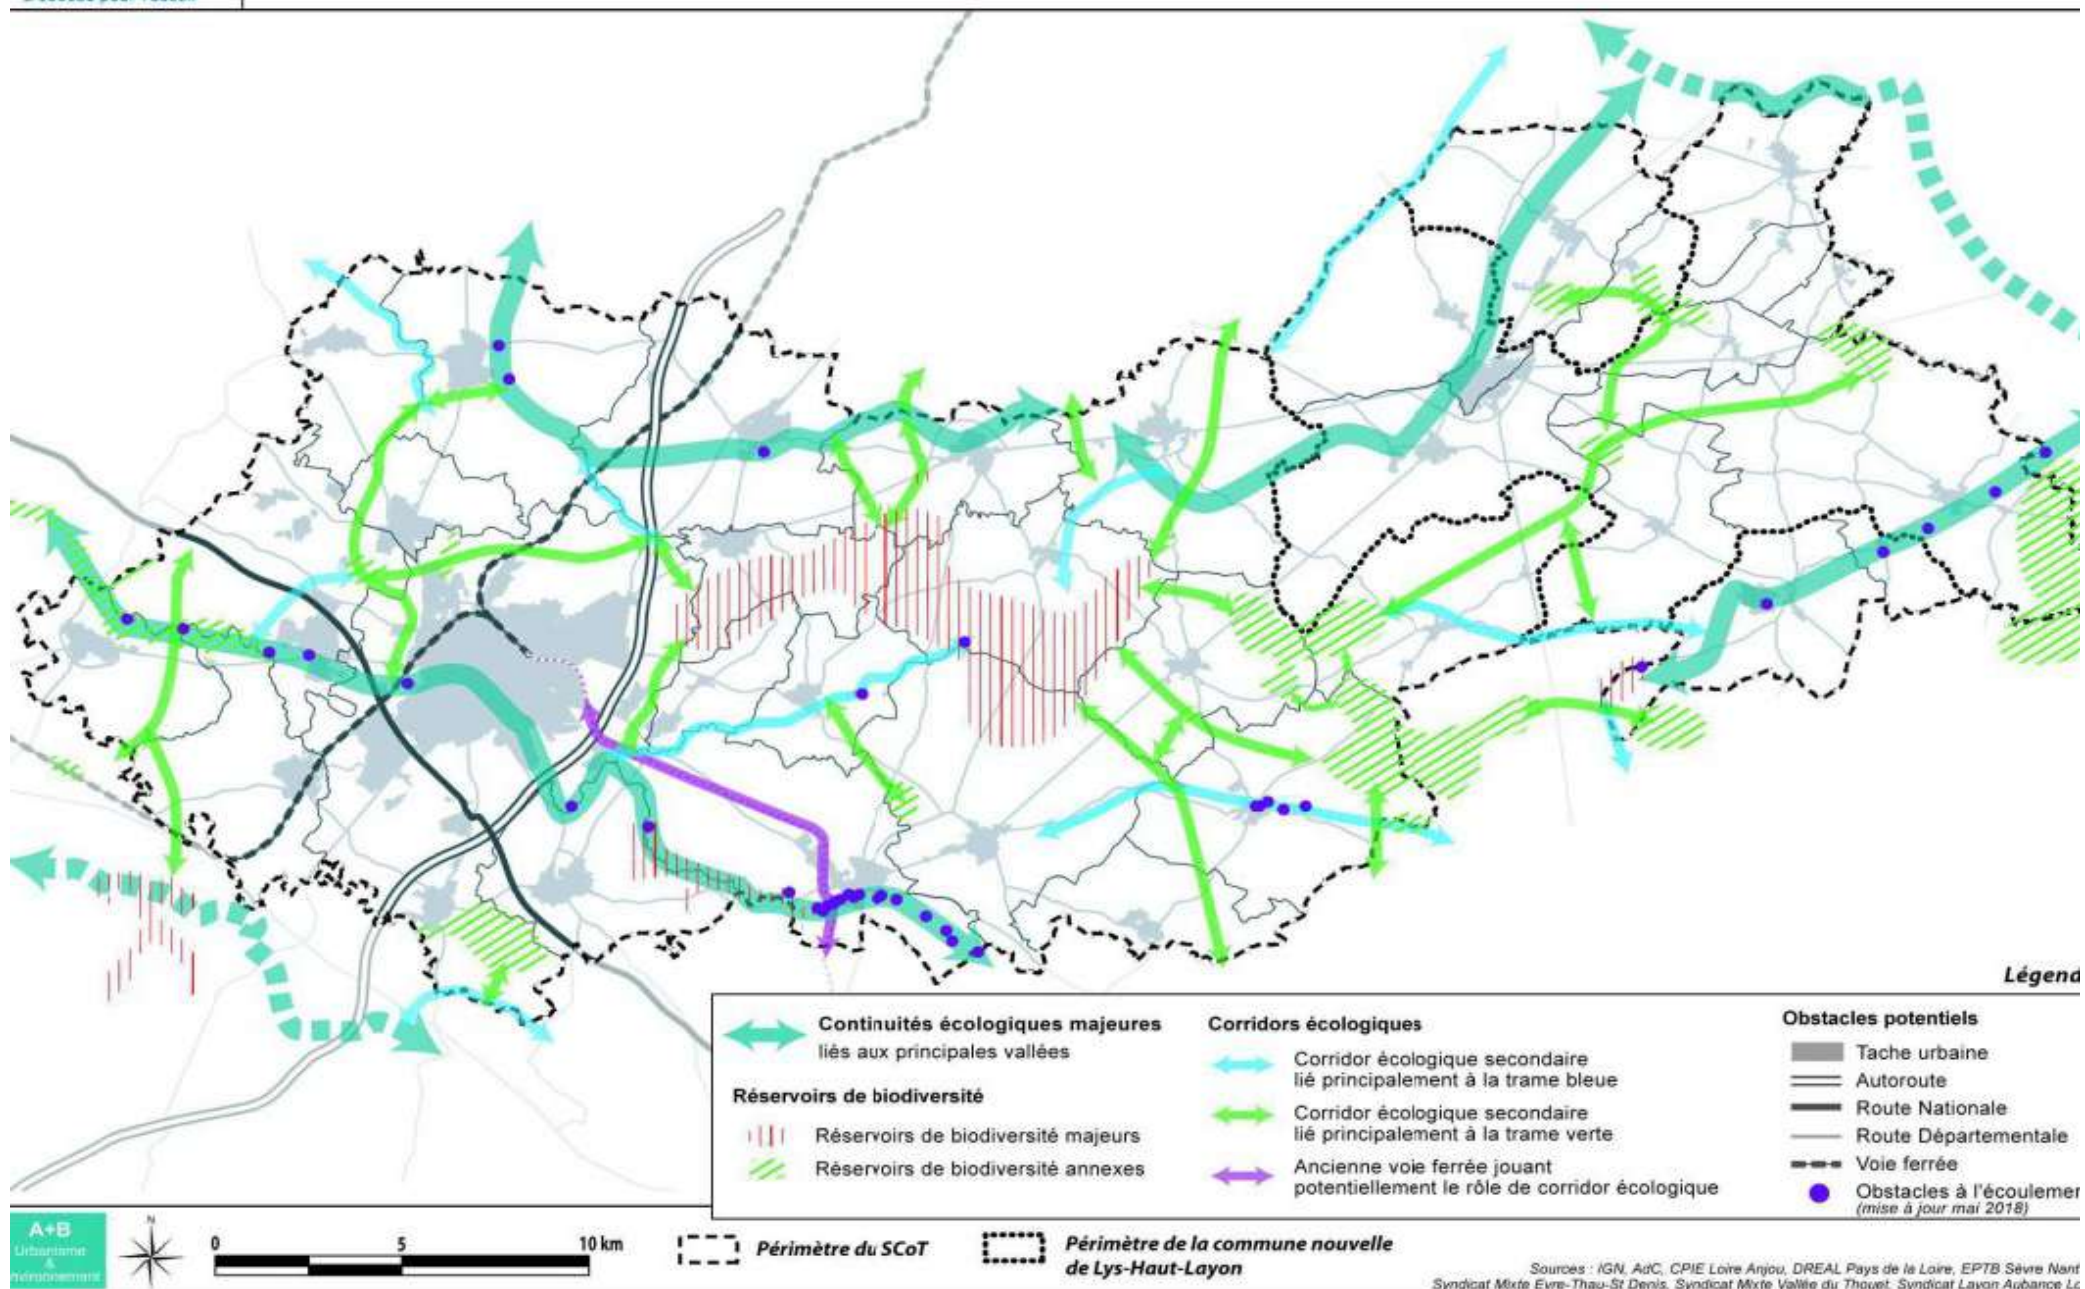 Légend
Continuités écologiques majeures
liés aux principales vallées
Réservoirs de biodiversité
Réservoirs de biodiversité majeurs
Réservoirs de biodiversité annexes
Corridors écologiques
Corridor écologique secondaire
lié principalement à la trame bleue
Corridor écologique secondaire
lié principalement à la trame verte
Ancienne voie ferrée jouant
potentiellement le rôle de corridor écologique
Obstacles potentiels
Tache urbaine
Autoroute
Route Nationale
Route Départementale
Voie ferrée
Obstacles à l'écoulemer
(mise à jour mai 2018)
A+B
Urbanisme
&
nvironnement
N
0 5 10 km
Périmètre du SCoT
Périmètre de la commune nouvelle
de Lys-Haut-Layon
Sources : IGN, AdC, CPIE Loire Anjou, DREAL Pays de la Loire, EPTB Sèvre Nant
Syndicat Mixte Evre-Thau-St Denis, Syndicat Mixte Vallée du Thouet, Syndicat Layon Aubance Lo